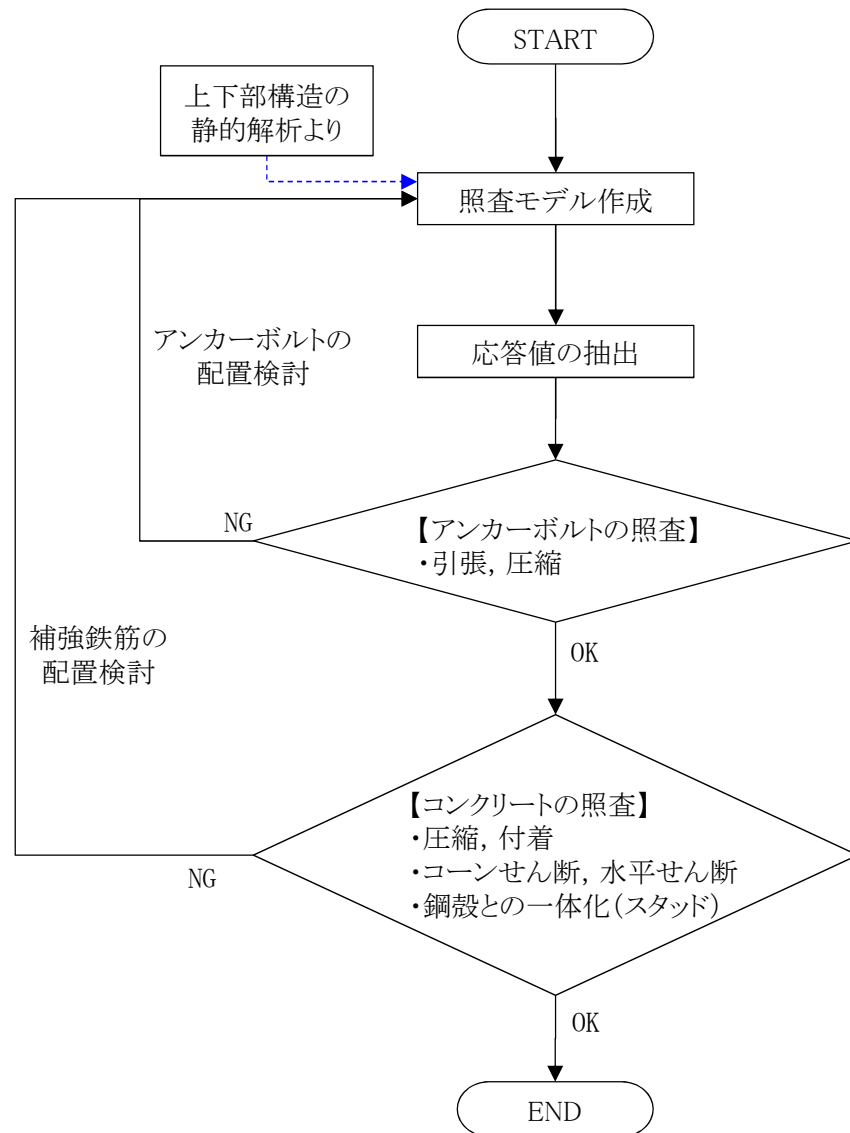 START
上下部構造の
静的解析より
照査モデル作成
応答値の抽出
アンカーボルトの
配置検討
NG
【アンカーボルトの照査】
・引張, 圧縮
OK
補強鉄筋の
配置検討
【コンクリートの照査】
・圧縮, 付着
・コーンせん断, 水平せん断
・鋼殻との一体化(スタッド)
NG
OK
END